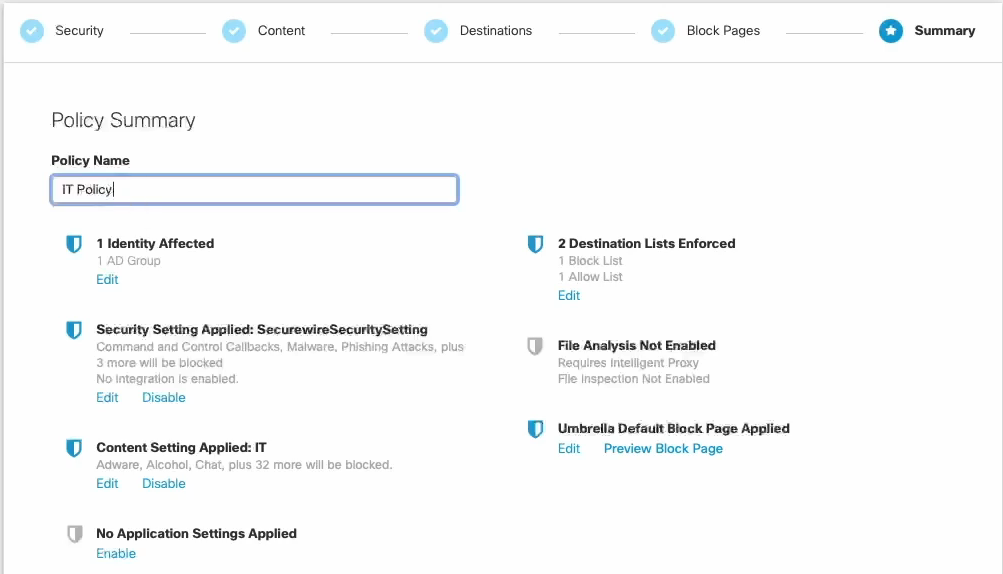 Security
Content
Destinations
Block Pages
Summary
Policy Summary
Policy Name
IT Policy
1 Identity Affected
1 AD Group
Edit
Security Setting Applied: SecurewireSecuritySetting
Command and Control Callbacks, Malware, Phishing Attacks, plus
3 more will be blocked
No integration is enabled.
Edit Disable
Content Setting Applied: IT
Adware, Alcohol, Chat, plus 32 more will be blocked.
Edit Disable
No Application Settings Applied
Enable
2 Destination Lists Enforced
1 Block List
1 Allow List
Edit
File Analysis Not Enabled
Requires Intelligent Proxy
File Inspection Not Enabled
Umbrella Default Block Page Applied
Edit Preview Block Page